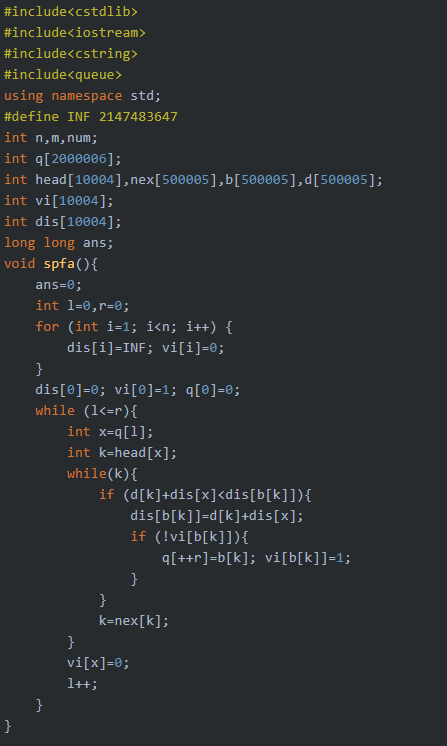 #include<cstdlib>
#include<iostream>
#include<cstring>
#include<queue>
using namespace std;
#define INF 2147483647
int n,m,num;
int q[2000006];
int head[10004],nex[500005],b[500005],d[500005];
int vi[10004];
int dis[10004];
long long ans;
void spfa(){
    ans=0;
    int l=0,r=0;
    for (int i=1; i<n; i++) {
        dis[i]=INF; vi[i]=0;
    }
    dis[0]=0; vi[0]=1; q[0]=0;
    while (l<=r){
        int x=q[l];
        int k=head[x];
        while(k){
            if (d[k]+dis[x]<dis[b[k]]){
                dis[b[k]]=d[k]+dis[x];
                if (!vi[b[k]]){
                    q[++r]=b[k]; vi[b[k]]=1;
                }
            }
            k=nex[k];
        }
        vi[x]=0;
        l++;
    }
}